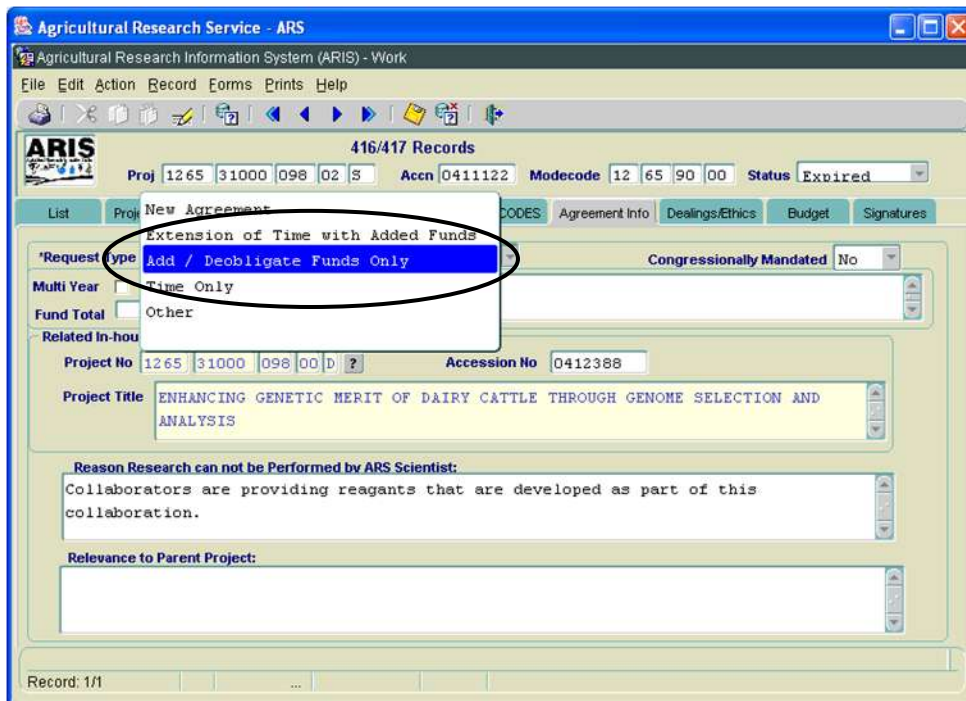 Agricultural Research Service - ARS
Agricultural Research Information System (ARIS) - Work
File Edit Action Record Forms Prints Help
ARIS
416/417 Records
Proj 1265 31000 098 02 S Accn 0411122 Modecode 12 65 90 00 Status Expired
List Proj CODES Agreement Info Dealings/Ethics Budget Signatures
New Agreement
Extension of Time with Added Funds
*Request Type Add / Deobligate Funds Only Congressionally Mandated No
Multi Year Time Only
Fund Total Other
Related In-hou
Project No 1265 31000 098 00 D ? Accession No 0412388
Project Title ENHANCING GENETIC MERIT OF DAIRY CATTLE THROUGH GENOME SELECTION AND
ANALYSIS
Reason Research can not be Performed by ARS Scientist:
Collaborators are providing reagants that are developed as part of this
collaboration.
Relevance to Parent Project:
Record: 1/1 ...